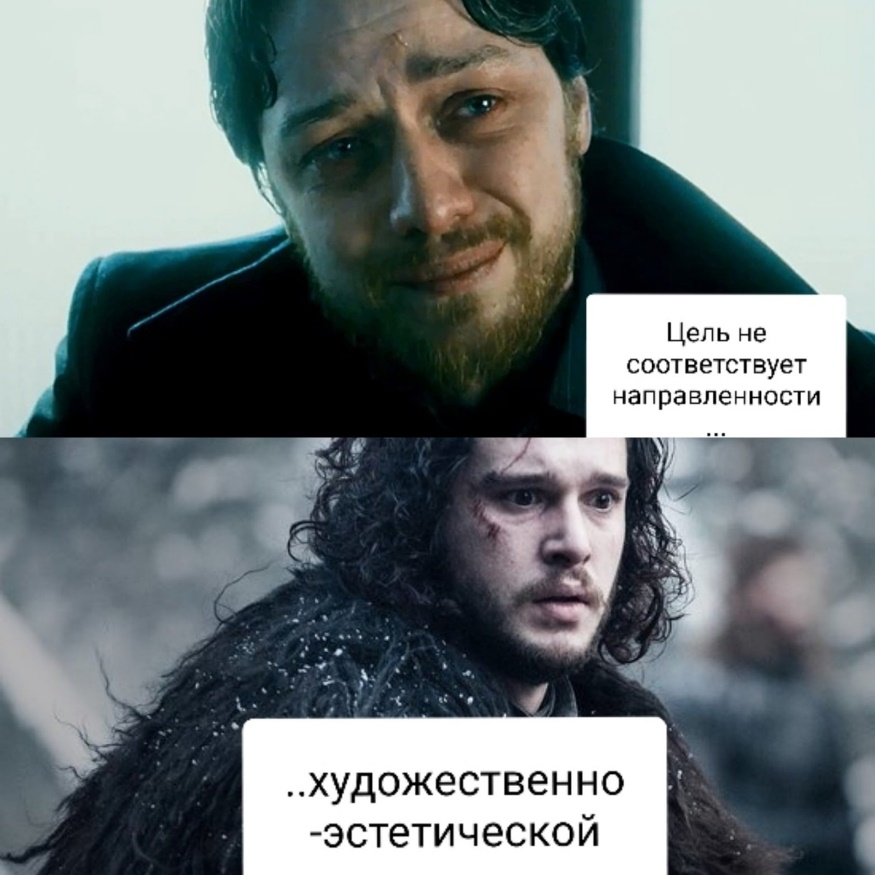 Цель не
соответствует
направленности
...
..художественно
-эстетической